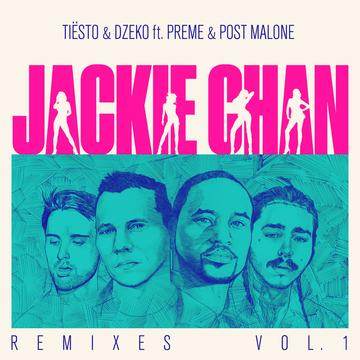 TIËSTO & DZEKO ft. PREME & POST MALONE
JACKIE CHAN
REMIXES VOL. 1